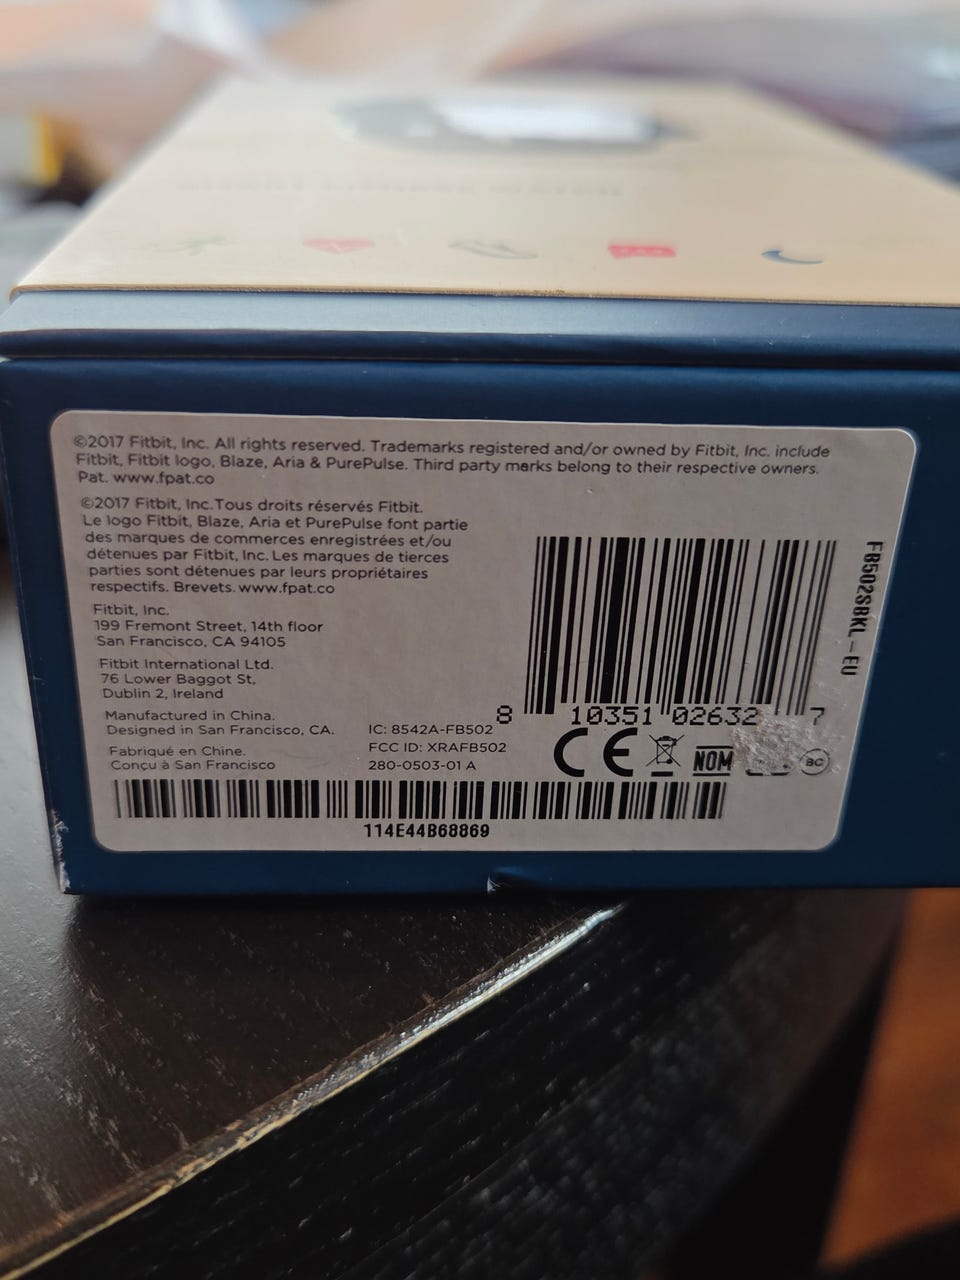 ©2017 Fitbit, Inc. All rights reserved. Trademarks registered and/or owned by Fitbit, Inc. include
Fitbit, Fitbit logo, Blaze, Aria & PurePulse. Third party marks belong to their respective owners.
Pat. www.fpat.co
©2017 Fitbit, Inc.Tous droits réservés Fitbit.
Le logo Fitbit, Blaze, Aria et PurePulse font partie
des marques de commerces enregistrées et/ou
détenues par Fitbit, Inc. Les marques de tierces
parties sont détenues par leurs propriétaires
respectifs. Brevets. www.fpat.co
Fitbit, Inc.
199 Fremont Street, 14th floor
San Francisco, CA 94105
Fitbit International Ltd.
76 Lower Baggot St,
Dublin 2, Ireland
Manufactured in China.
Designed in San Francisco, CA.
Fabriqué en Chine.
Conçu à San Francisco
IC: 8542A-FB502
FCC ID: XRAFB502
280-0503-01 A
8 10351 02632 7
FB502SBKL - EU
CE
NOM
BC
114E44B68869